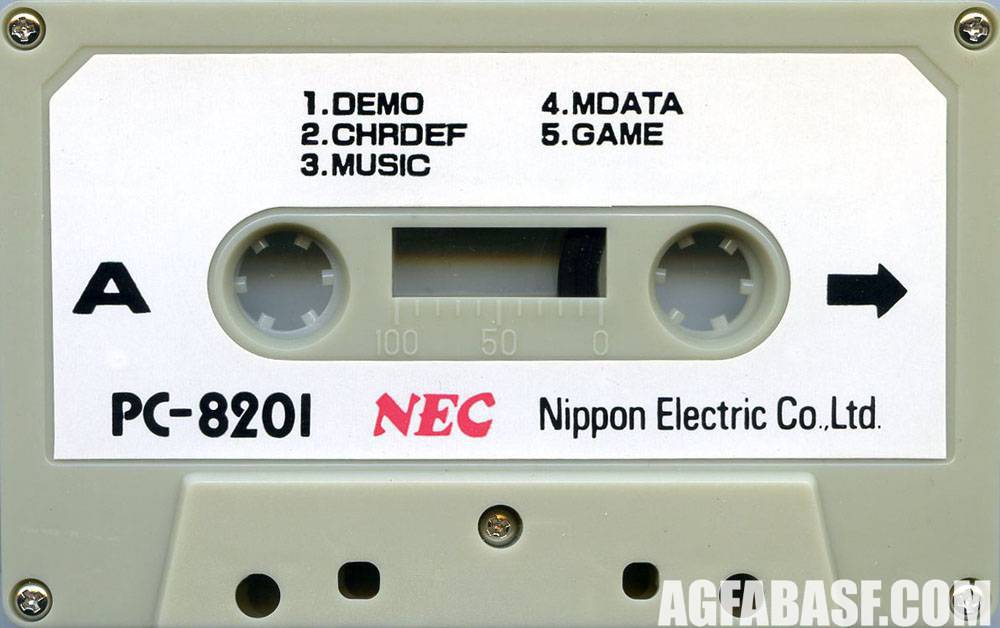 1.DEMO
2.CHRDEF
3.MUSIC
4.MDATA
5.GAME
A
100 50 0
PC-8201 NEC Nippon Electric Co.,Ltd.
AGFABASF.COM